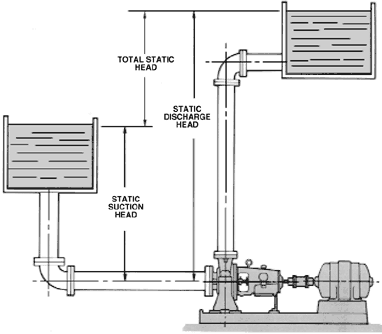 TOTAL STATIC
HEAD
STATIC
DISCHARGE
HEAD
STATIC
SUCTION
HEAD